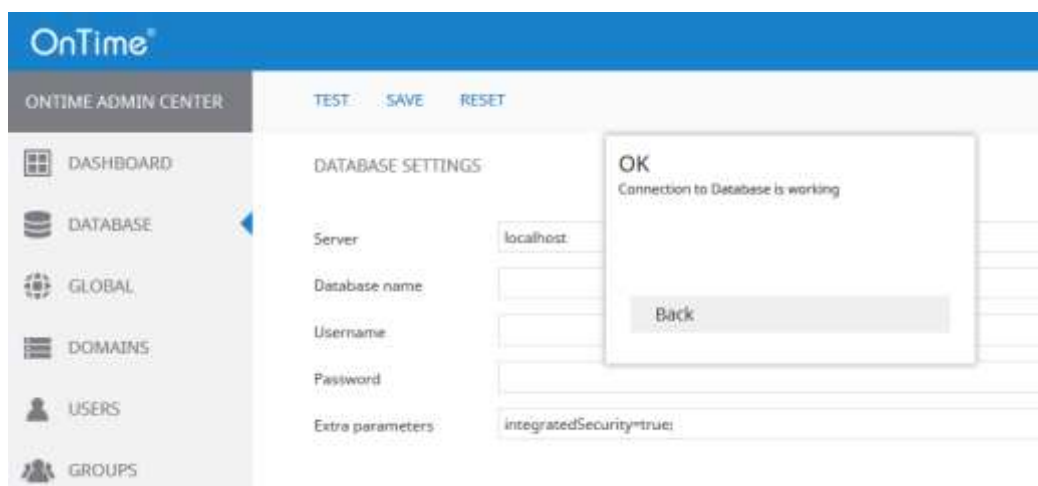 OnTime®
ONTIME ADMIN CENTER
TEST SAVE RESET
DASHBOARD
DATABASE
GLOBAL
DOMAINS
USERS
GROUPS
DATABASE SETTINGS
Server localhost
Database name
Username
Password
Extra parameters integratedSecurity=true;
OK
Connection to Database is working
Back